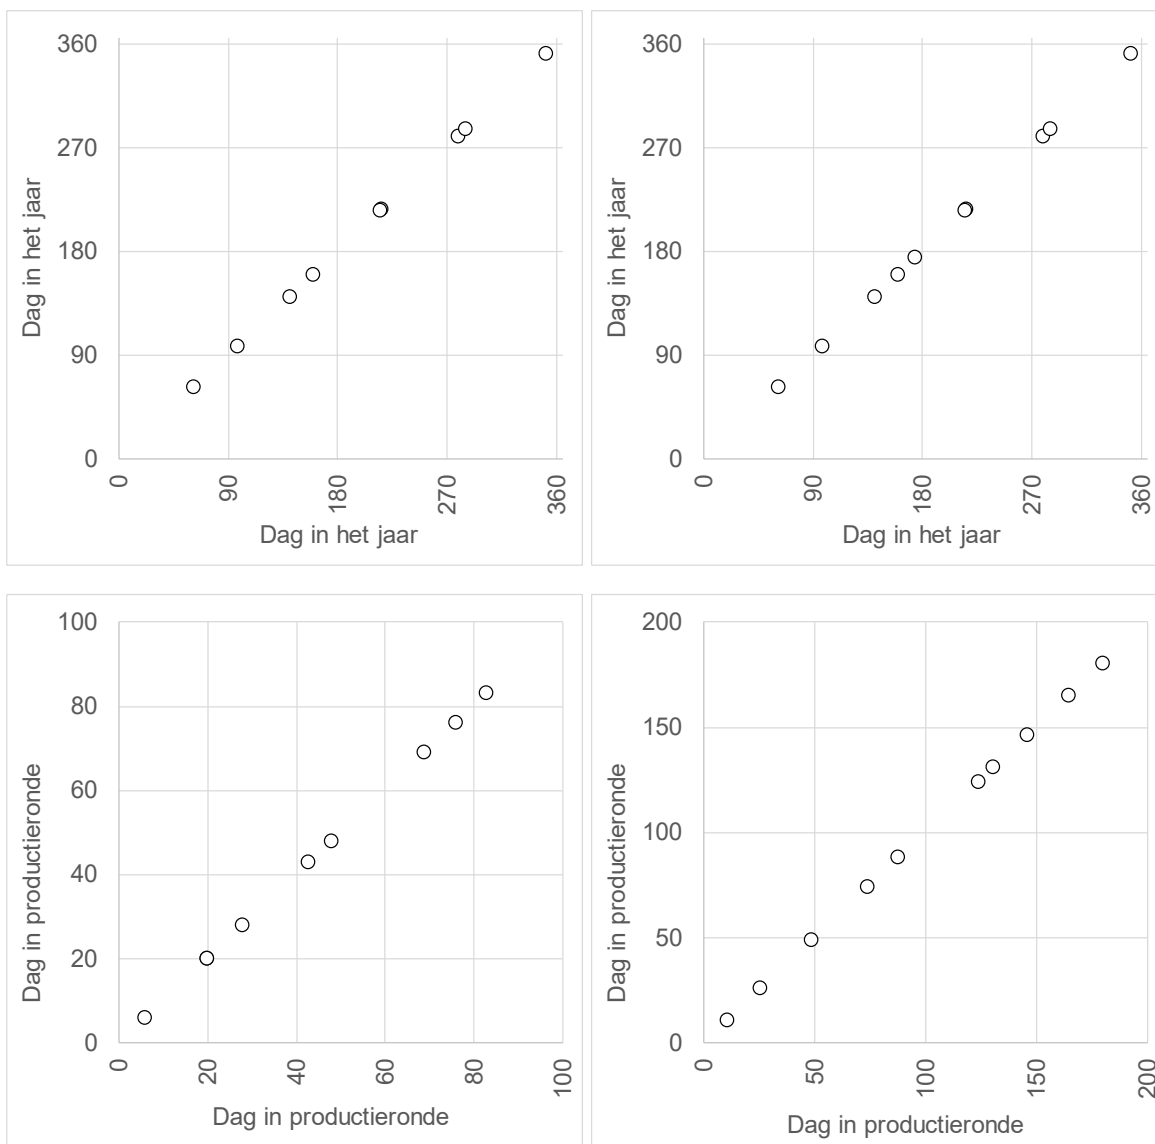 360
270
180
90
0
Dag in het jaar
0 90 180 270 360
Dag in het jaar
360
270
180
90
0
Dag in het jaar
0 90 180 270 360
Dag in het jaar
100
80
60
40
20
0
Dag in productieronde
0 20 40 60 80 100
Dag in productieronde
200
150
100
50
0
Dag in productieronde
0 50 100 150 200
Dag in productieronde